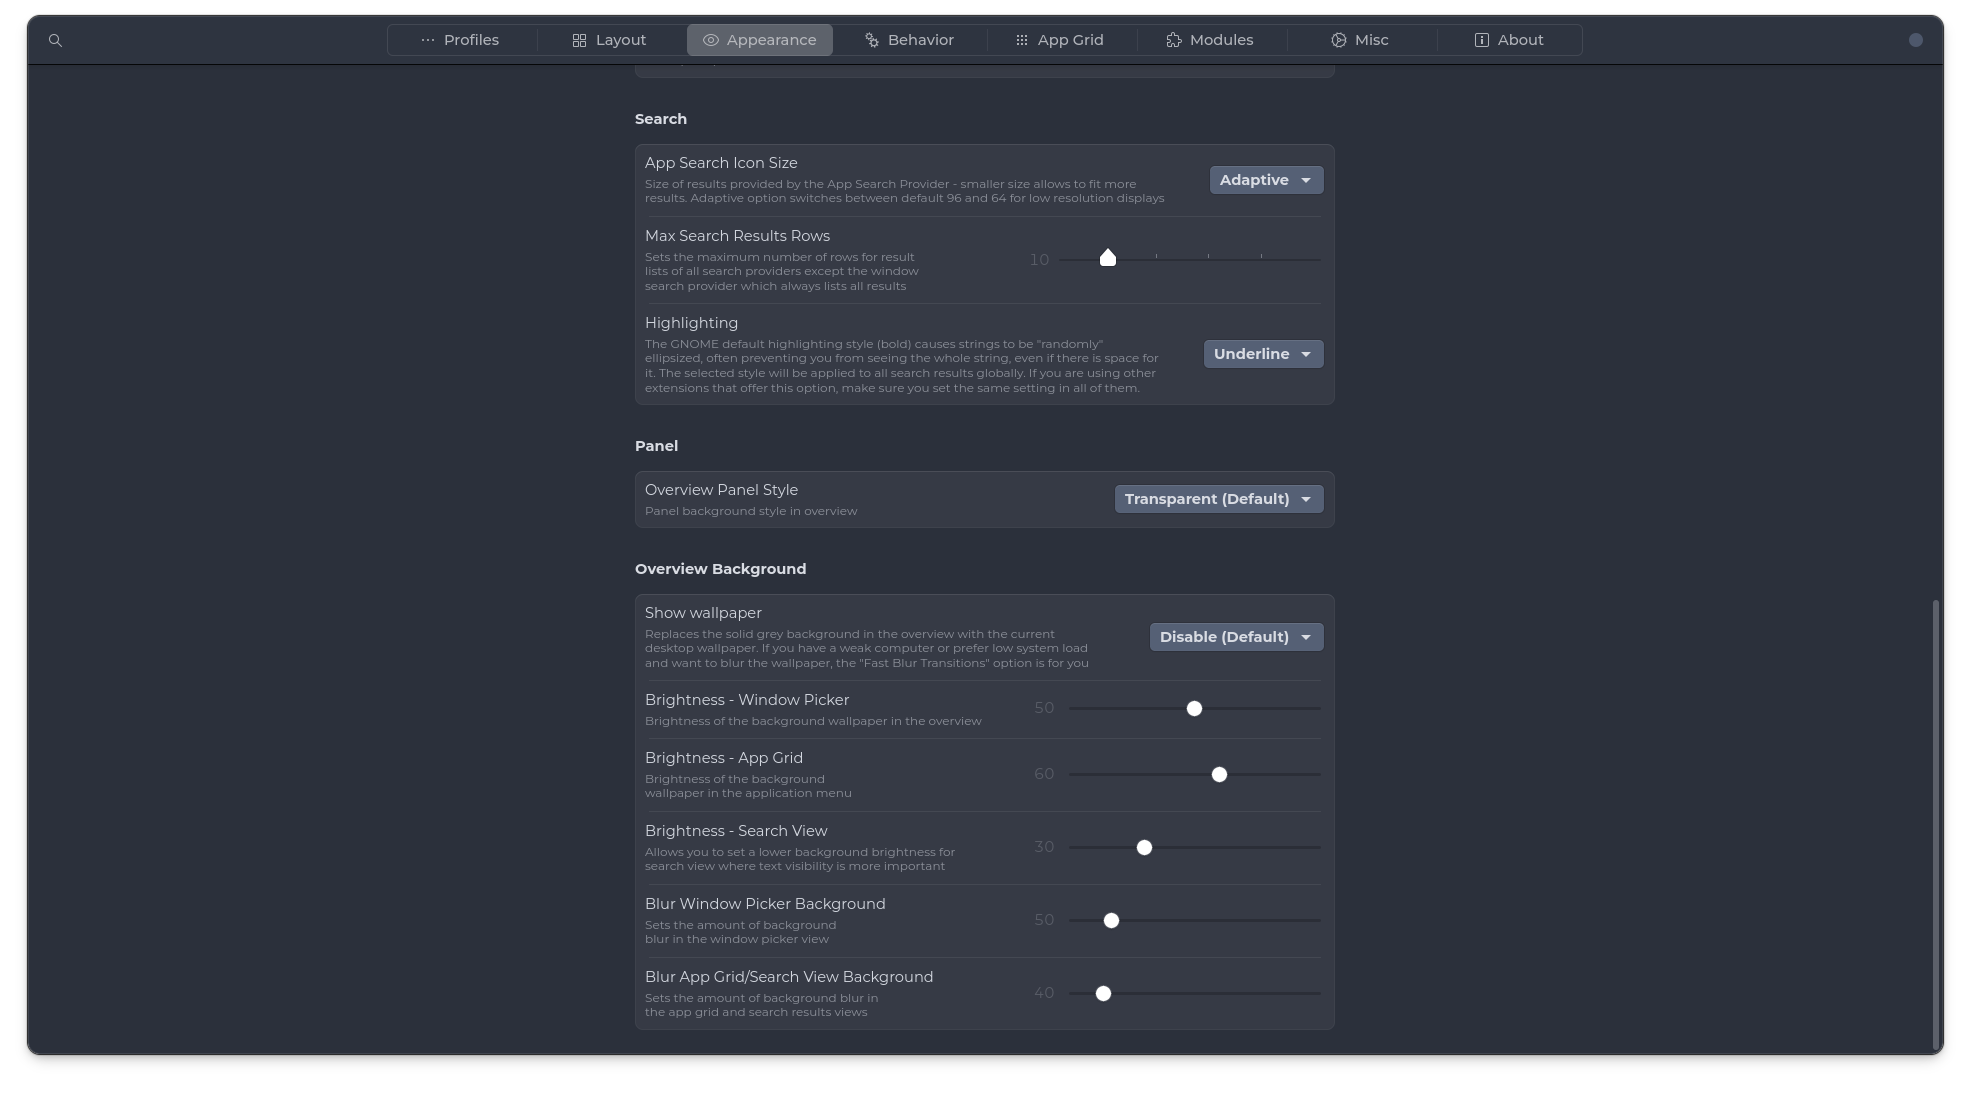 Profiles
Layout
Appearance
Behavior
App Grid
Modules
Misc
About
Search
App Search Icon Size
Size of results provided by the App Search Provider - smaller size allows to fit more
results. Adaptive option switches between default 96 and 64 for low resolution displays
Adaptive
Max Search Results Rows
Sets the maximum number of rows for result
lists of all search providers except the window
search provider which always lists all results
10
Highlighting
The GNOME default highlighting style (bold) causes strings to be "randomly"
ellipsized, often preventing you from seeing the whole string, even if there is space for
it. The selected style will be applied to all search results globally. If you are using other
extensions that offer this option, make sure you set the same setting in all of them.
Underline
Panel
Overview Panel Style
Panel background style in overview
Transparent (Default)
Overview Background
Show wallpaper
Replaces the solid grey background in the overview with the current
desktop wallpaper. If you have a weak computer or prefer low system load
and want to blur the wallpaper, the "Fast Blur Transitions" option is for you
Disable (Default)
Brightness - Window Picker
Brightness of the background wallpaper in the overview
50
Brightness - App Grid
Brightness of the background
wallpaper in the application menu
60
Brightness - Search View
Allows you to set a lower background brightness for
search view where text visibility is more important
30
Blur Window Picker Background
Sets the amount of background
blur in the window picker view
50
Blur App Grid/Search View Background
Sets the amount of background blur in
the app grid and search results views
40